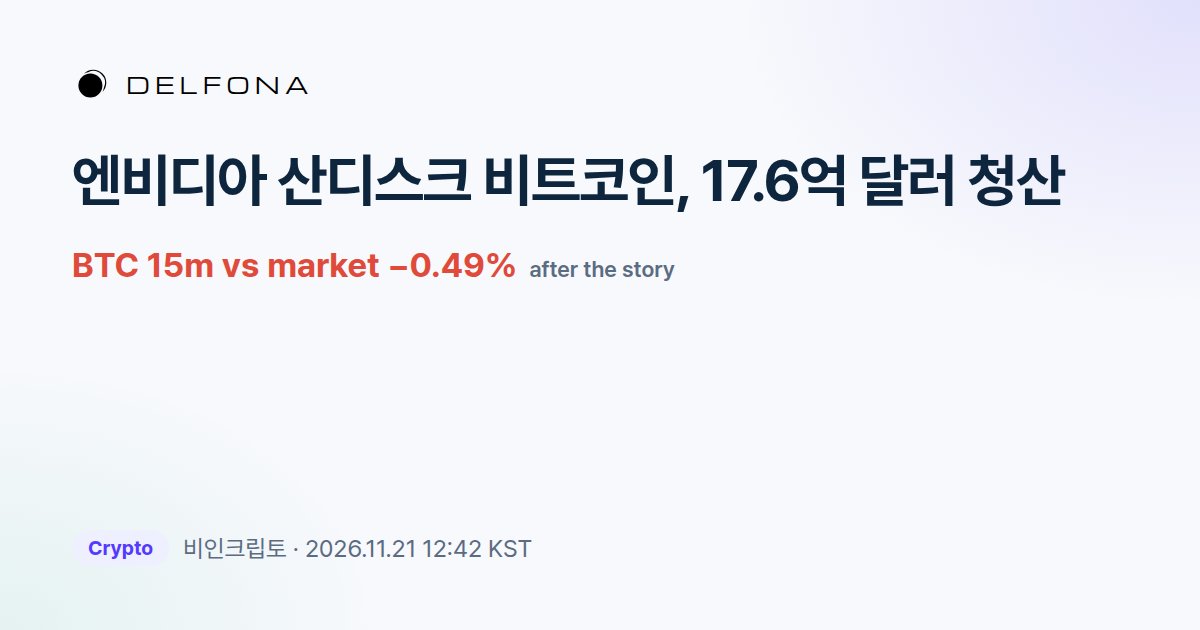 DELFONA
엔비디아 산디스크 비트코인, 17.6억 달러 청산
BTC 15m vs market −0.49% after the story
Crypto 비인크립토 · 2026.11.21 12:42 KST